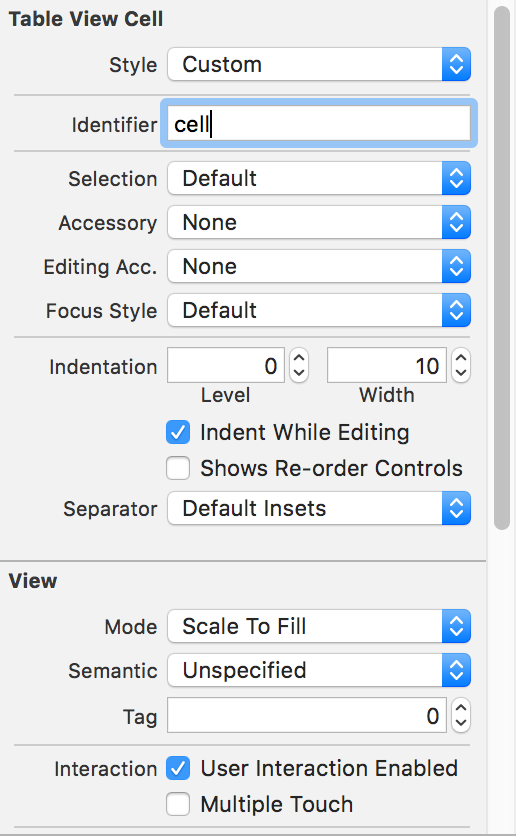 Table View Cell
Style Custom
Identifier cell
Selection Default
Accessory None
Editing Acc. None
Focus Style Default
Indentation 0 10
Level Width
Indent While Editing
Shows Re-order Controls
Separator Default Insets
View
Mode Scale To Fill
Semantic Unspecified
Tag 0
Interaction User Interaction Enabled
Multiple Touch